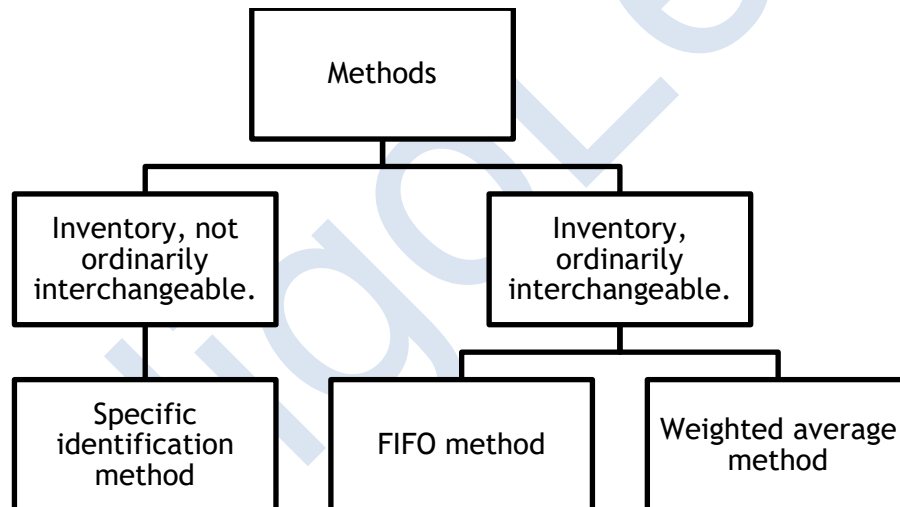 Methods
Inventory, not
ordinarily
interchangeable.
Inventory,
ordinarily
interchangeable.
Specific
identification
method
FIFO method
Weighted average
method